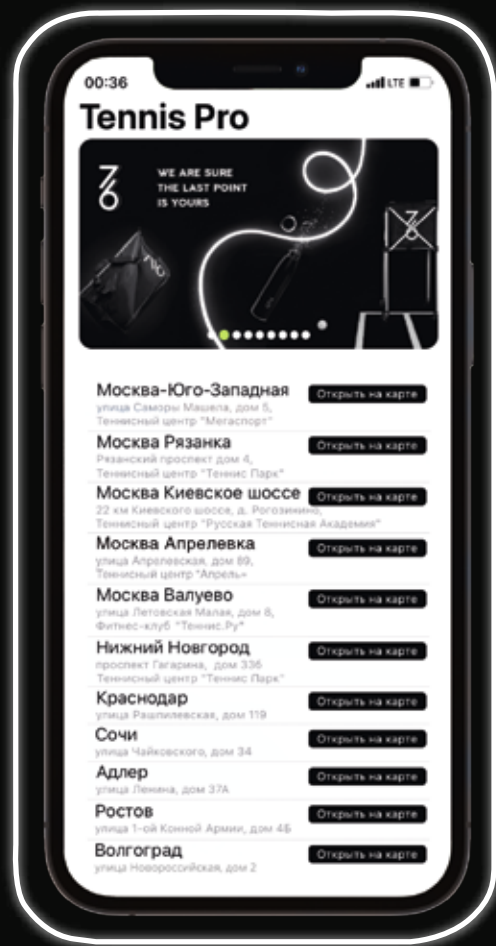 00:36
LTE
Tennis Pro
7/6
WE ARE SURE
THE LAST POINT
IS YOURS
7/6
7/6
Москва-Юго-Западная
Открыть на карте
улица Саморы Машела, дом 5,
Теннисный центр "Мегаспорт"
Москва Рязанка
Открыть на карте
Рязанский проспект дом 4,
Теннисный центр "Теннис Парк"
Москва Киевское шоссе
Открыть на карте
22 км Киевского шоссе, д. Рогозинино,
Теннисный центр "Русская Теннисная Академия"
Москва Апрелевка
Открыть на карте
улица Апрелевская, дом 89,
Теннисный центр "Апрель»
Москва Валуево
Открыть на карте
улица Летовская Малая, дом 8,
Фитнес-клуб "Теннис.Ру"
Нижний Новгород
Открыть на карте
проспект Гагарина, дом 33б
Теннисный центр "Теннис Парк"
Краснодар
Открыть на карте
улица Рашпилевская, дом 119
Сочи
Открыть на карте
улица Чайковского, дом 34
Адлер
Открыть на карте
улица Ленина, дом 37А
Ростов
Открыть на карте
улица 1-ой Конной Армии, дом 4Б
Волгоград
Открыть на карте
улица Новороссийская, дом 2